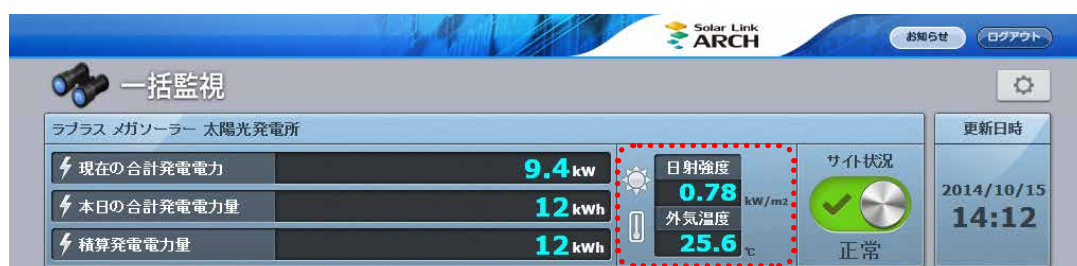 Solar Link
ARCH
お知らせ
ログアウト
一括監視
ラプラス メガソーラー 太陽光発電所
更新日時
現在の合計発電電力
9.4kw
本日の合計発電電力量
12kwh
積算発電電力量
12kwh
日射強度
0.78 kW/m2
外気温度
25.6 ℃
サイト状況
正常
2014/10/15
14:12